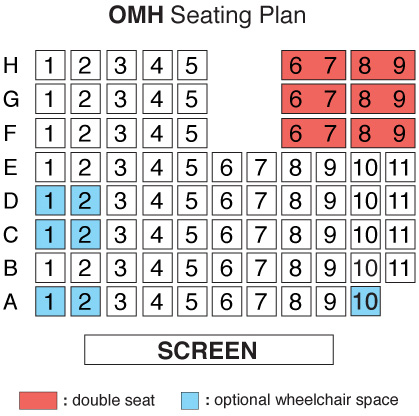 OMH Seating Plan
H 1 2 3 4 5 6 7 8 9
G 1 2 3 4 5 6 7 8 9
F 1 2 3 4 5 6 7 8 9
E 1 2 3 4 5 6 7 8 9 10 11
D 1 2 3 4 5 6 7 8 9 10 11
C 1 2 3 4 5 6 7 8 9 10 11
B 1 2 3 4 5 6 7 8 9 10 11
A 1 2 3 4 5 6 7 8 9 10
SCREEN
: double seat : optional wheelchair space